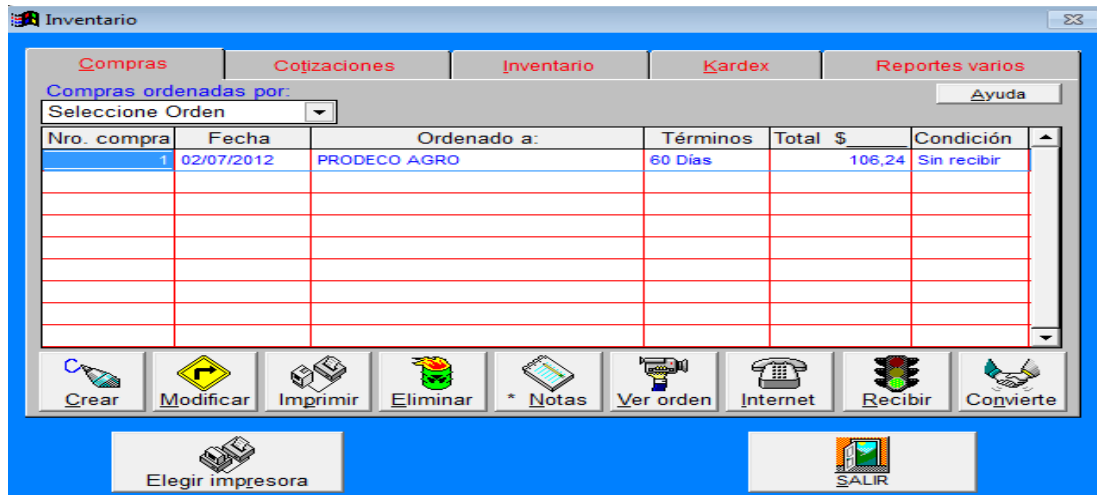 Inventario
Compras Cotizaciones Inventario Kardex Reportes varios
Compras ordenadas por:
Ayuda
Seleccione Orden
Nro. compra Fecha Ordenado a: Términos Total $_____ Condición
1 02/07/2012 PRODECO AGRO 60 Días 106,24 Sin recibir
Crear Modificar Imprimir Eliminar * Notas Ver orden Internet Recibir Convierte
Elegir impresora SALIR